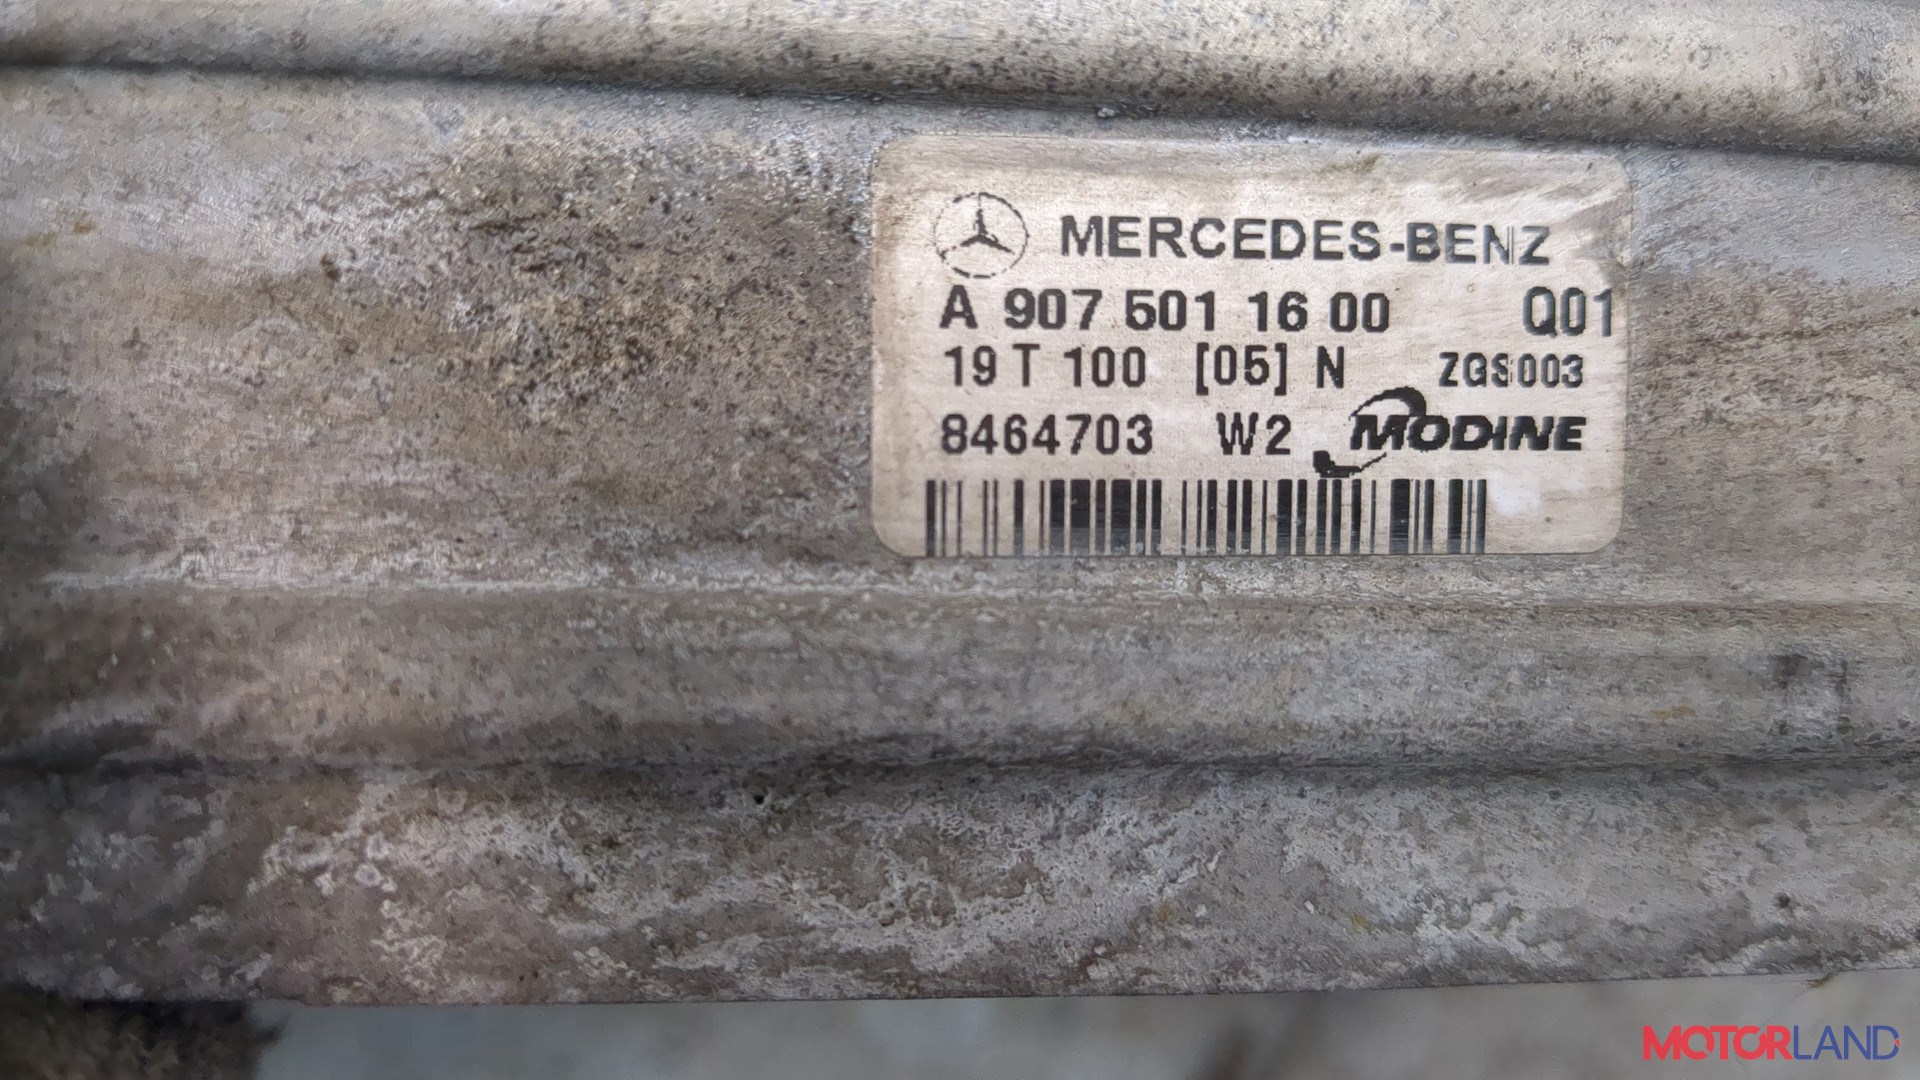 MERCEDES-BENZ
A 907 501 16 00 Q01
19 T 100 [05] N ZGS003
8464703 W2 MODINE
MOTORLAND